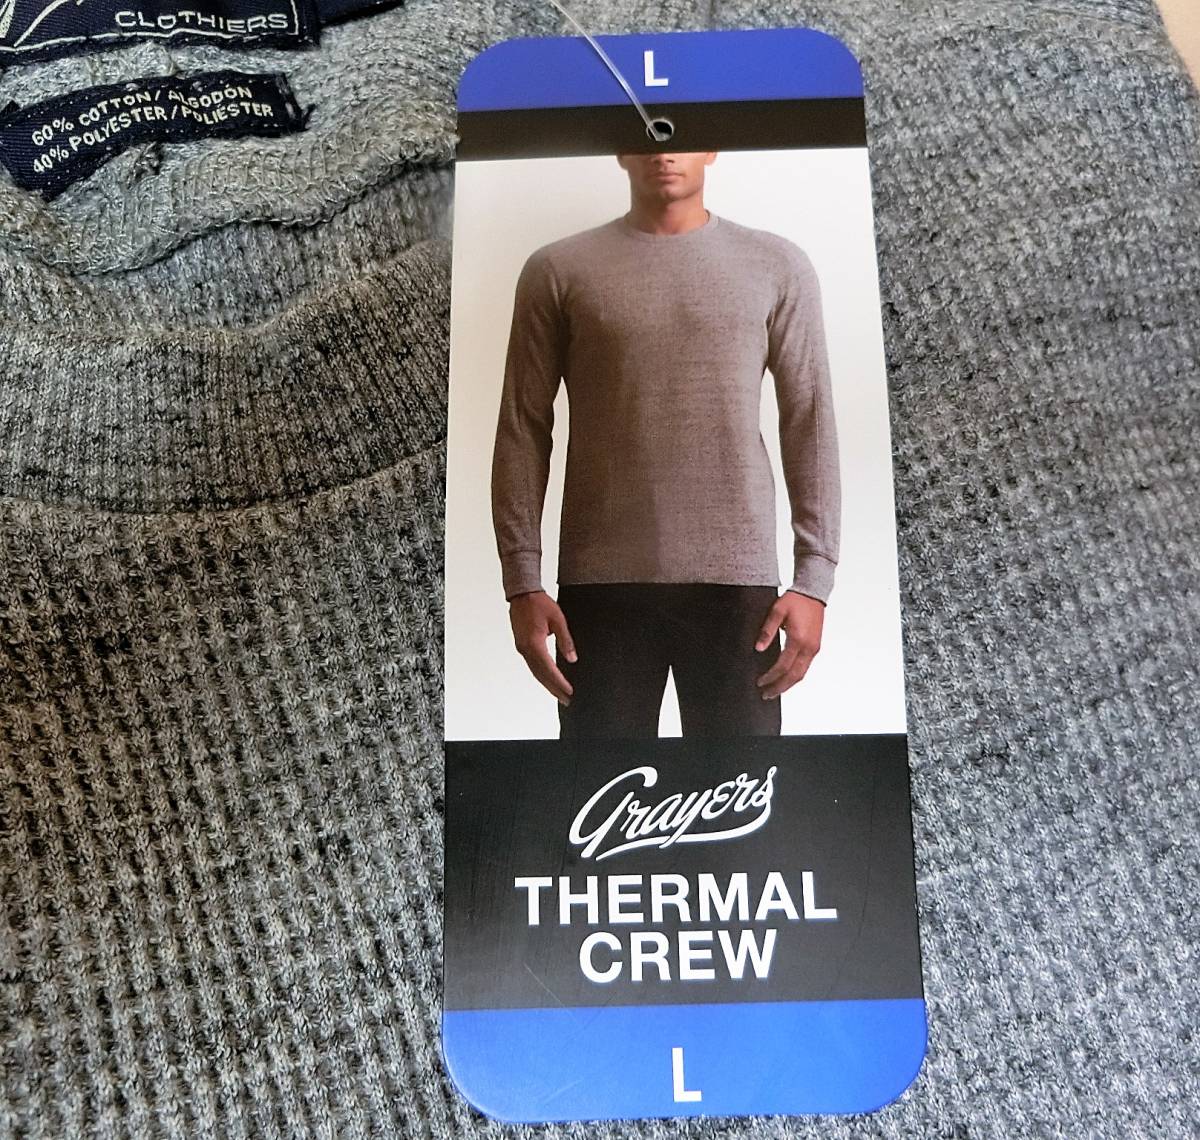 CLOTHIERS
60% COTTON/ ALGODÓN
40% POLYESTER / POLIÉSTER
L
Grayers
THERMAL
CREW
L